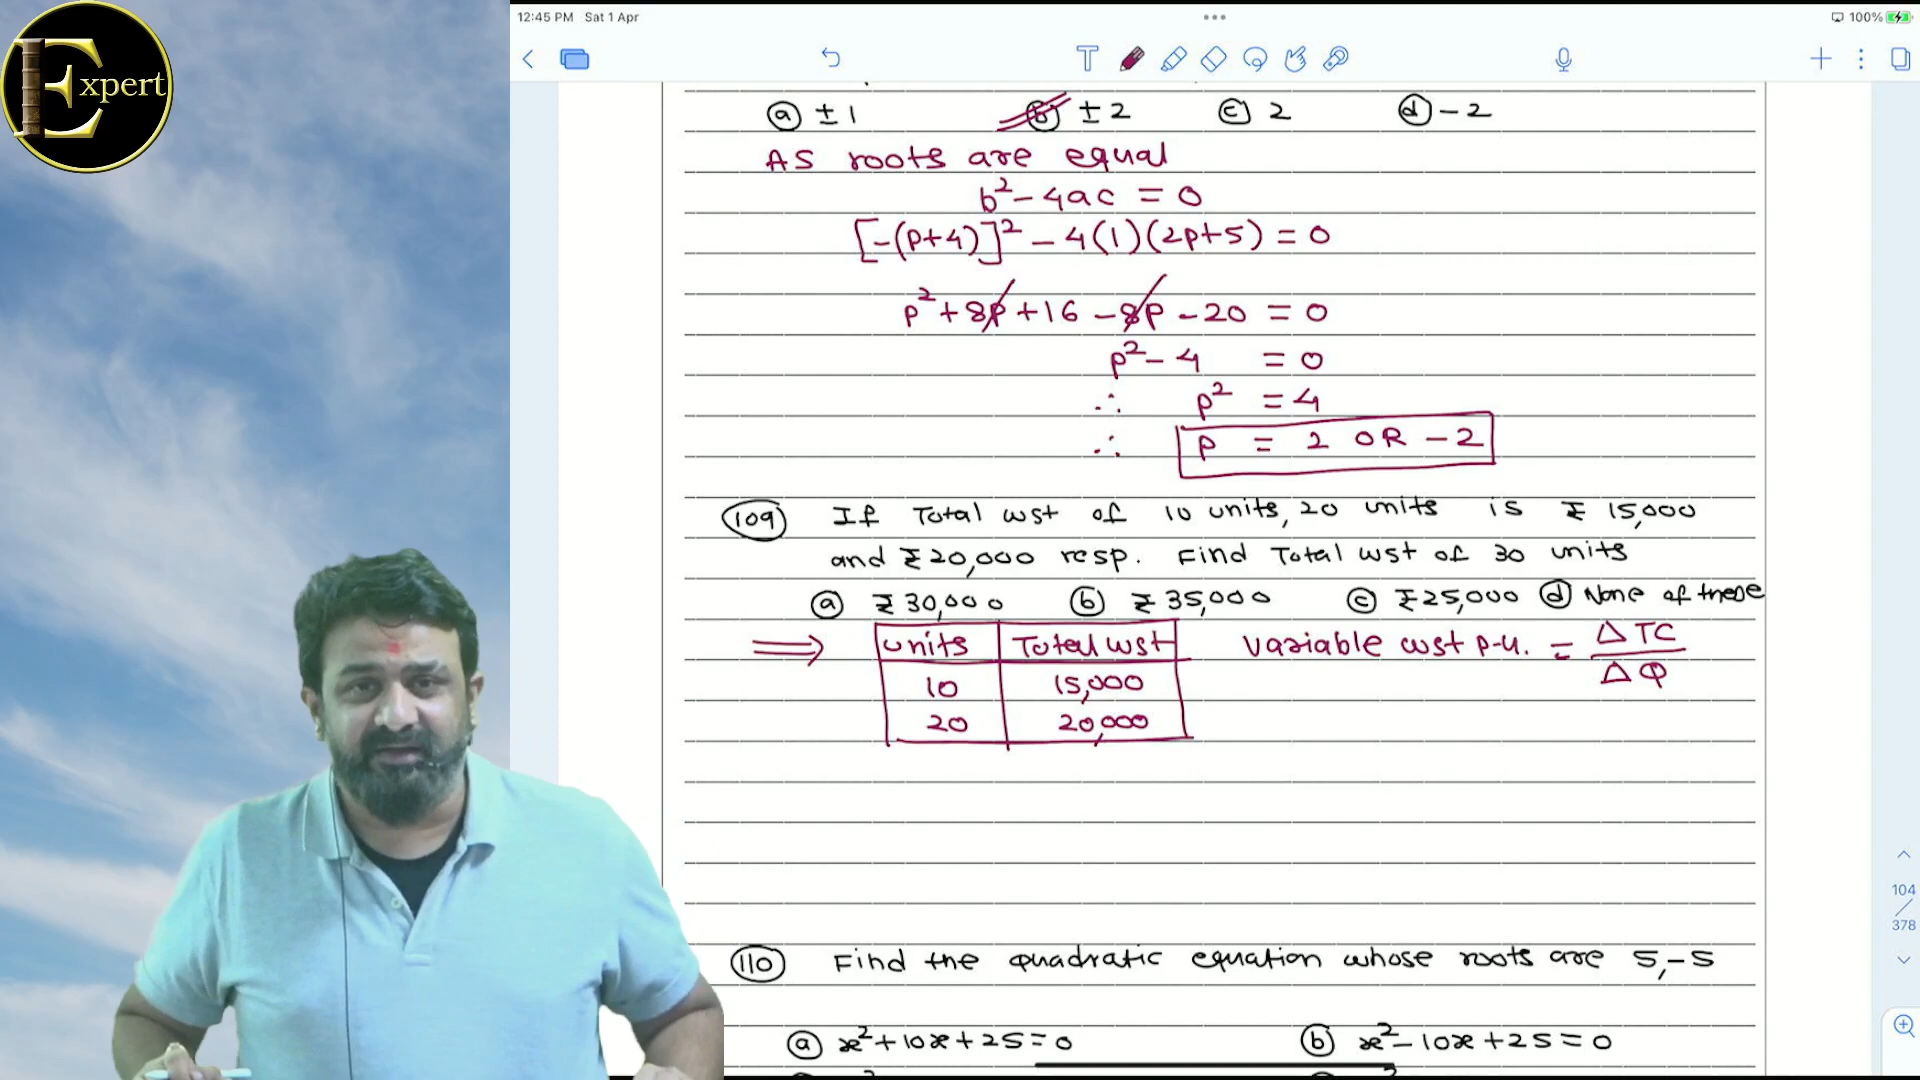 Expert
12:45 PM Sat 1 Apr
100%
(a) ± 1 (b) ± 2 (c) 2 (d) - 2
AS roots are equal
b² - 4ac = 0
[-(p+4)]² - 4(1)(2p+5) = 0
p² + 8p + 16 - 8p - 20 = 0
p² - 4 = 0
∴ p² = 4
∴ p = 2 OR - 2
(109) If Total cost of 10 units, 20 units is ₹ 15,000
and ₹ 20,000 resp. Find Total cost of 30 units
(a) ₹ 30,000 (b) ₹ 35,000 (c) ₹ 25,000 (d) None of these
⟹ units Total cost Variable cost p.u. = ΔTC / ΔQ
10 15,000
20 20,000
104
/
378
(110) Find the quadratic equation whose roots are 5, -5
(a) x² + 10x + 25 = 0 (b) x² - 10x + 25 = 0